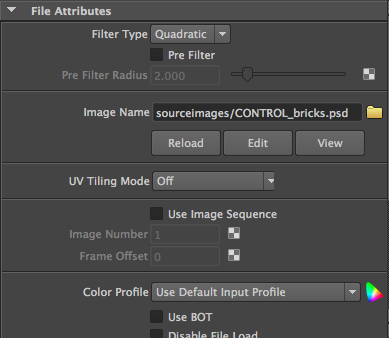 File Attributes
Filter Type Quadratic
Pre Filter
Pre Filter Radius 2.000
Image Name sourceimages/CONTROL_bricks.psd
Reload Edit View
UV Tiling Mode Off
Use Image Sequence
Image Number 1
Frame Offset 0
Color Profile Use Default Input Profile
Use BOT
Disable File Load